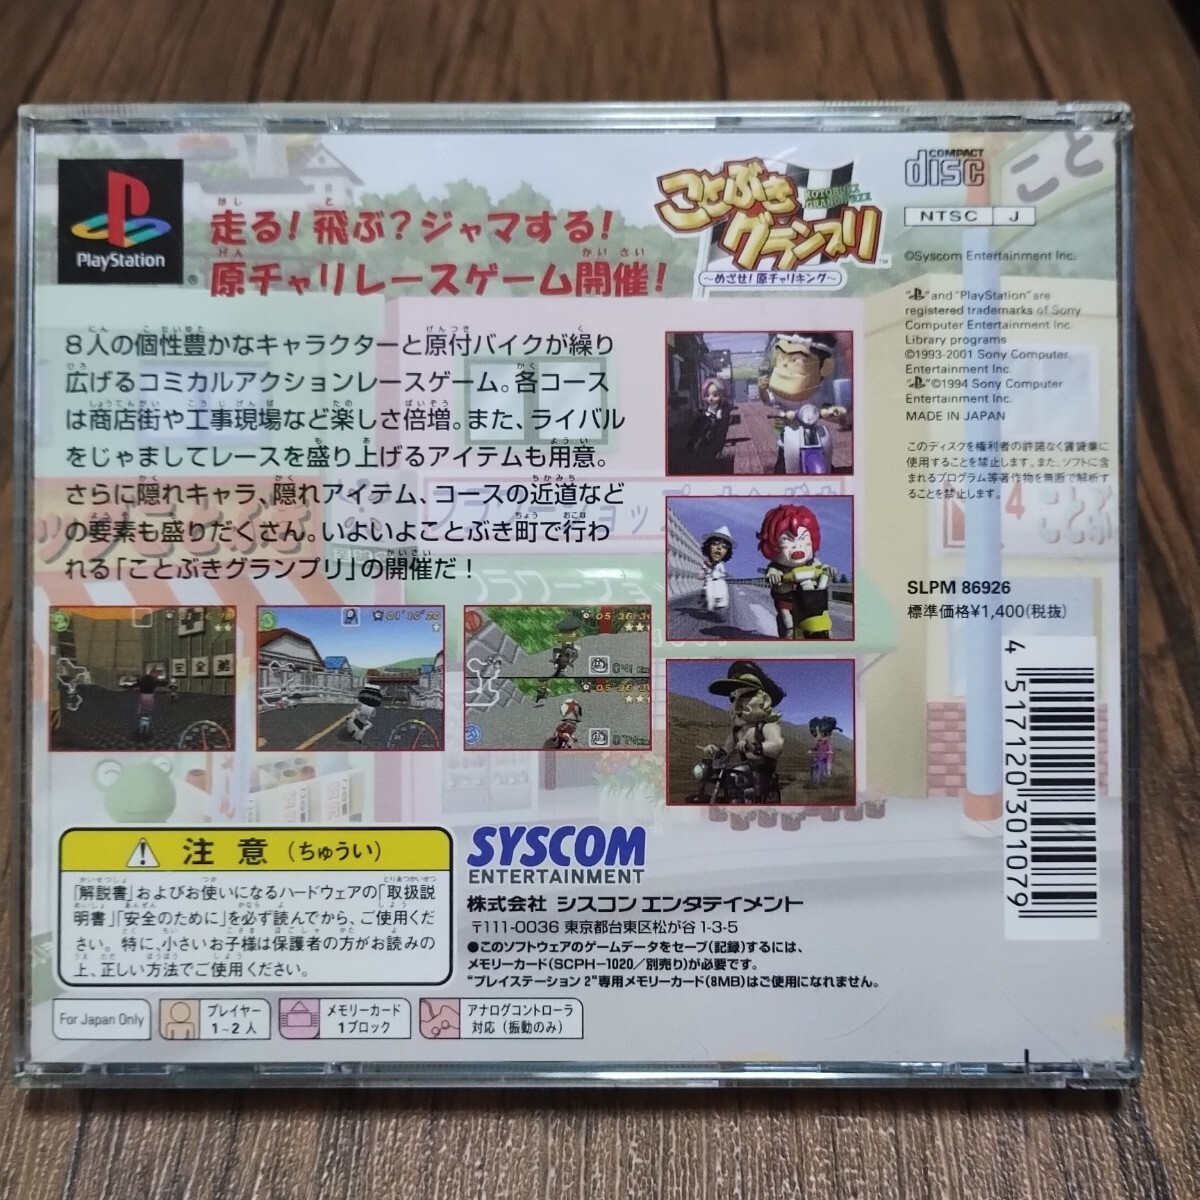 PlayStation
®
走る!飛ぶ?ジャマする!
原チャリレースゲーム開催!
ことぶき
グランプリ
~めざせ!原チャリキング~
COMPACT
disc
NTSC J
こと
©Syscom Entertainment Inc.
"PS" and "PlayStation" are
registered trademarks of Sony
Computer Entertainment Inc.
Library programs
©1993-2001 Sony Computer
Entertainment Inc.
"PS" ©1994 Sony Computer
Entertainment Inc.
MADE IN JAPAN
このディスクを権利者の許諾なく賃貸業に
使用することを禁止します。また、ソフトに含
まれるプログラム等著作物を無断で解析す
ることを禁止します。
8人の個性豊かなキャラクターと原付バイクが繰り
広げるコミカルアクションレースゲーム。各コース
は商店街や工事現場など楽しさ倍増。また、ライバル
をじゃましてレースを盛り上げるアイテムも用意。
さらに隠れキャラ、隠れアイテム、コースの近道など
の要素も盛りだくさん。いよいよことぶき町で行わ
れる「ことぶきグランプリ」の開催だ!
SLPM 86926
標準価格¥1,400(税抜)
4 517120 301079
安全
01'10"20
注意(ちゅうい)
「解説書」およびお使いになるハードウェアの「取扱説
明書」「安全のために」を必ず読んでから、ご使用くだ
さい。特に、小さいお子様は保護者の方がお読みの
上、正しい方法でご使用ください。
SYSCOM
ENTERTAINMENT
株式会社 シスコン エンタテイメント
〒111-0036 東京都台東区松が谷1-3-5
●このソフトウェアのゲームデータをセーブ(記録)するには、
メモリーカード(SCPH-1020/別売り)が必要です。
"プレイステーション 2"専用メモリーカード(8MB)はご使用になれません。
For Japan Only
プレイヤー
1~2人
メモリーカード
1ブロック
アナログコントローラ
対応(振動のみ)